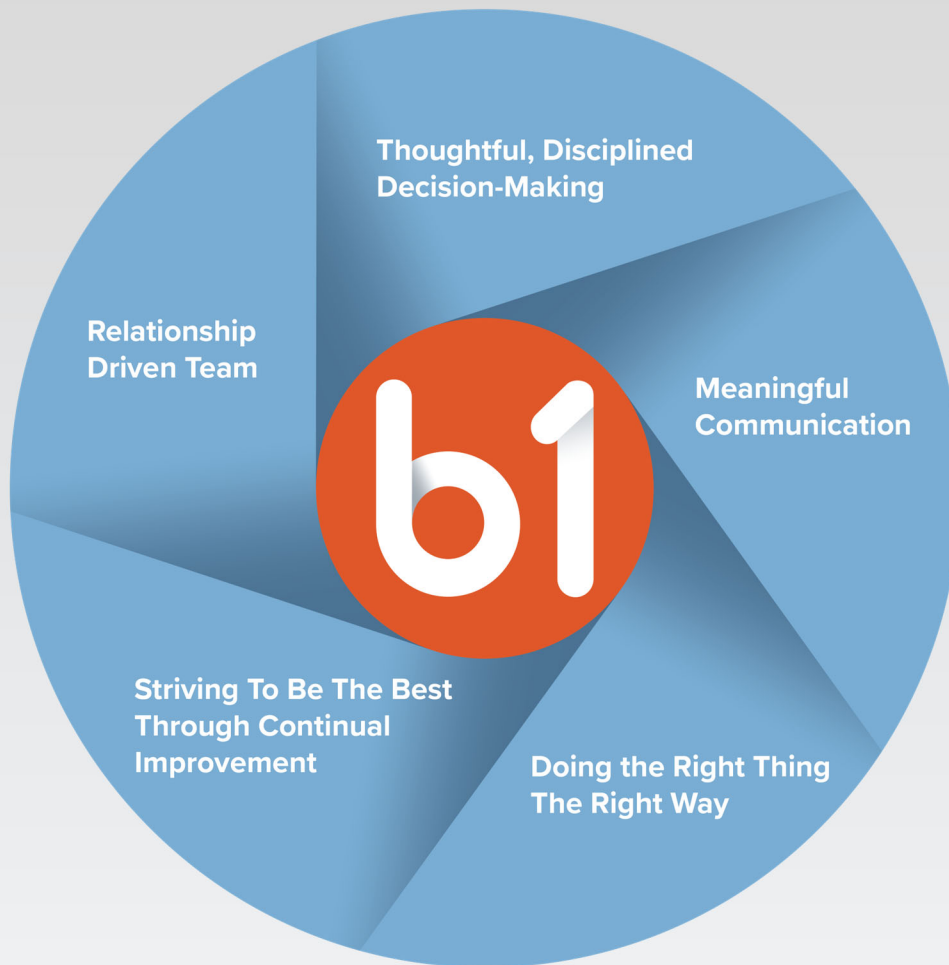 Thoughtful, Disciplined
Decision-Making
Meaningful
Communication
Doing the Right Thing
The Right Way
Striving To Be The Best
Through Continual
Improvement
Relationship
Driven Team
b1